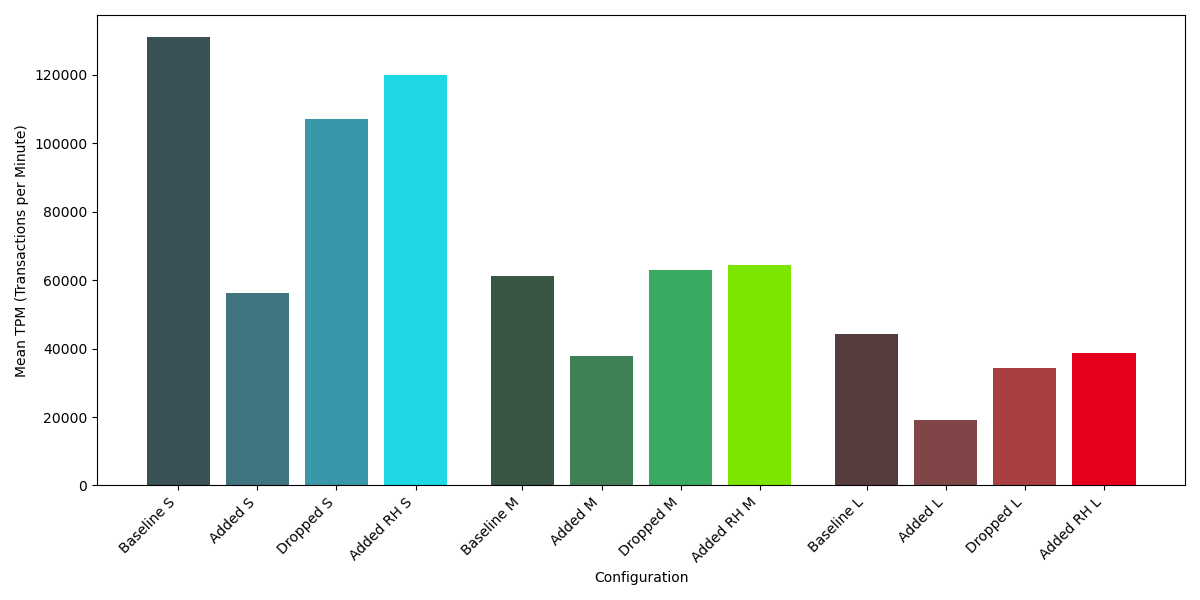 Mean TPM (Transactions per Minute)
120000
100000
80000
60000
40000
20000
0
Baseline S
Added S
Dropped S
Added RH S
Baseline M
Added M
Dropped M
Added RH M
Baseline L
Added L
Dropped L
Added RH L
Configuration